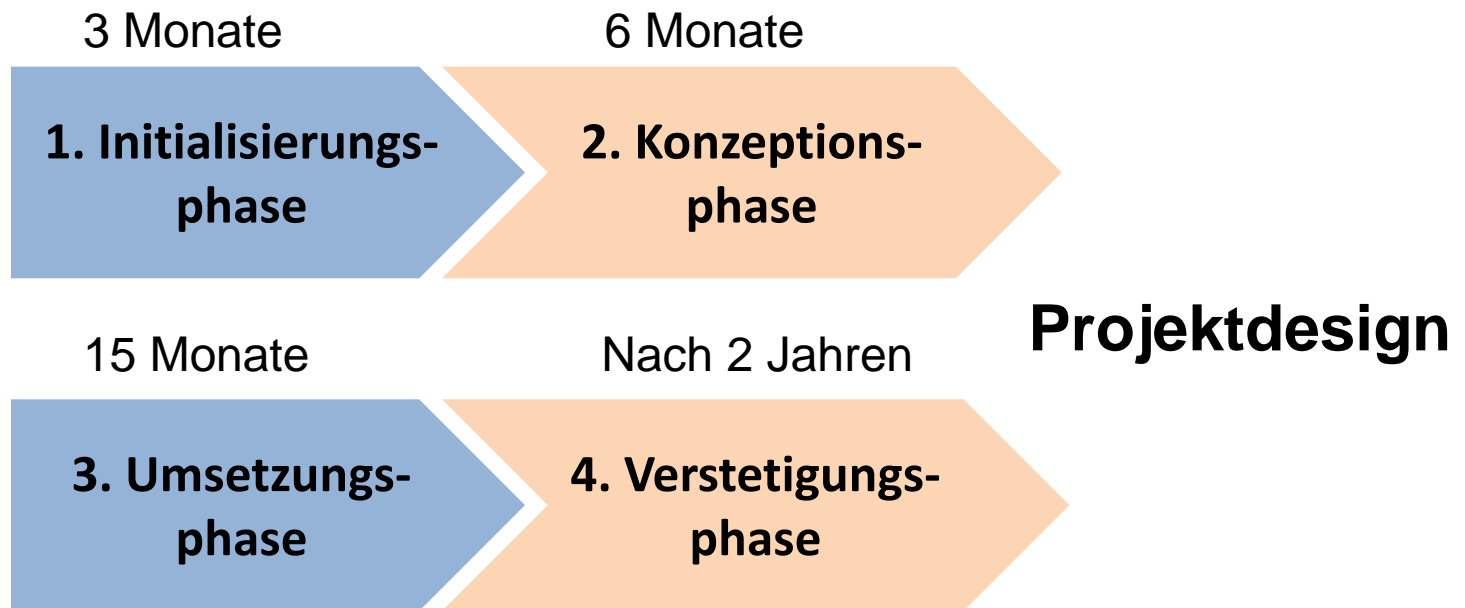 3 Monate
6 Monate
1. Initialisierungs-
phase
2. Konzeptions-
phase
Projektdesign
15 Monate
Nach 2 Jahren
3. Umsetzungs-
phase
4. Verstetigungs-
phase